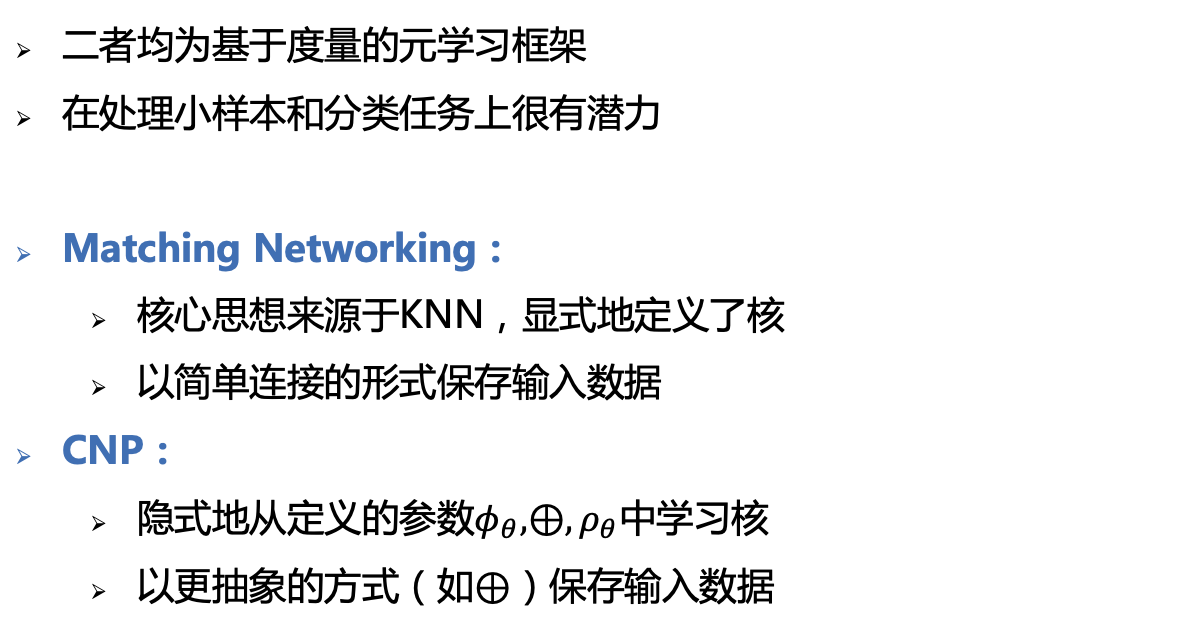 ➢ 二者均为基于度量的元学习框架
➢ 在处理小样本和分类任务上很有潜力
➢ Matching Networking：
➢ 核心思想来源于KNN，显式地定义了核
➢ 以简单连接的形式保存输入数据
➢ CNP：
➢ 隐式地从定义的参数𝜙𝜃,⊕,𝜌𝜃中学习核
➢ 以更抽象的方式（如⊕）保存输入数据